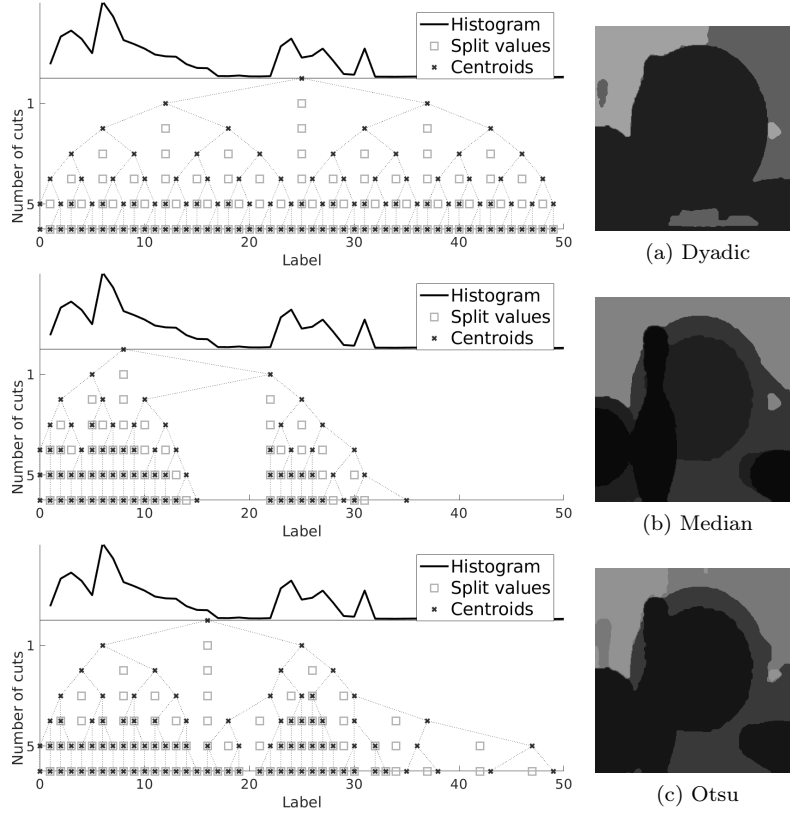 Histogram
Split values
Centroids
1
5
Number of cuts
0 10 20 30 40 50
Label
(a) Dyadic
Histogram
Split values
Centroids
1
5
Number of cuts
0 10 20 30 40 50
Label
(b) Median
Histogram
Split values
Centroids
1
5
Number of cuts
0 10 20 30 40 50
Label
(c) Otsu